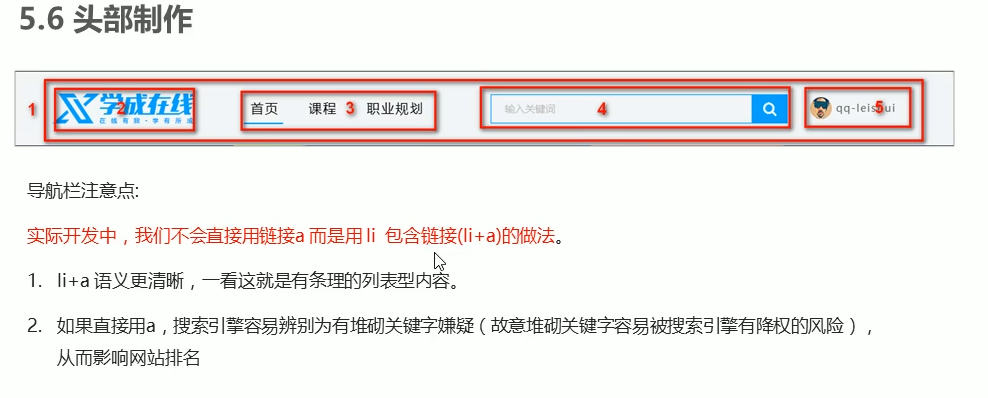 5.6 头部制作
1
学成在线
2
在线有就·学有所成
首页
课程
3
职业规划
输入关键词
4
qq-leishui
5
导航栏注意点:
实际开发中，我们不会直接用链接a 而是用 li 包含链接(li+a)的做法。
1. li+a 语义更清晰，一看这就是有条理的列表型内容。
2. 如果直接用a，搜索引擎容易辨别为有堆砌关键字嫌疑（故意堆砌关键字容易被搜索引擎有降权的风险），
从而影响网站排名